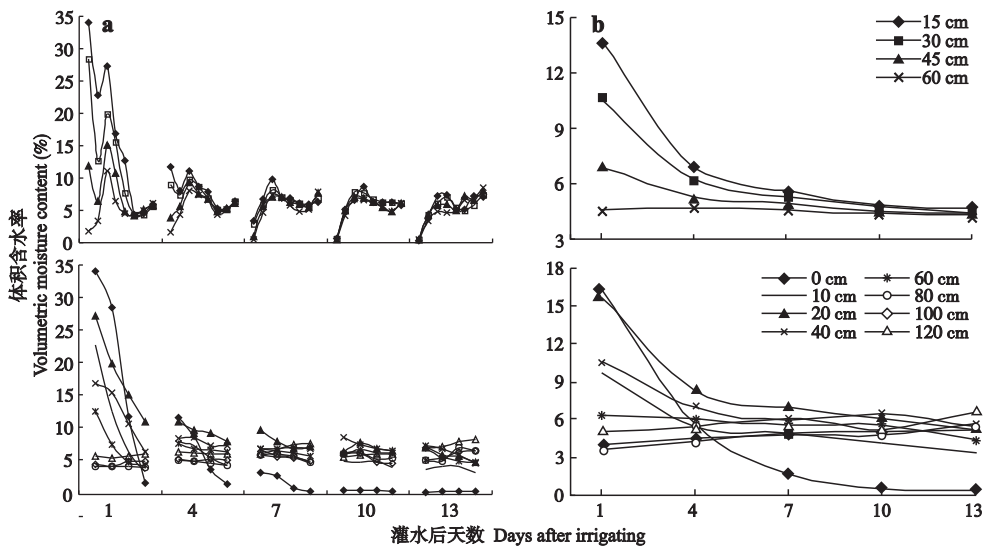 a
35
30
25
20
15
10
5
0
b
15
12
9
6
3
15 cm
30 cm
45 cm
60 cm
体积含水率
Volumetric moisture content (%)
35
30
25
20
15
10
5
0
1 4 7 10 13
18
15
12
9
6
3
0
1 4 7 10 13
0 cm 60 cm
10 cm 80 cm
20 cm 100 cm
40 cm 120 cm
灌水后天数 Days after irrigating